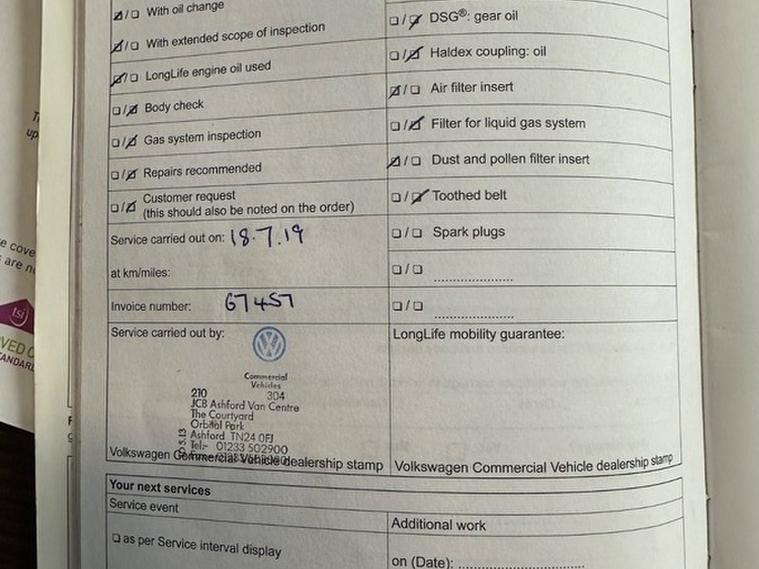 With oil change
With extended scope of inspection
LongLife engine oil used
Body check
Gas system inspection
Repairs recommended
Customer request
(this should also be noted on the order)
Service carried out on: 18.7.19
at km/miles:
Invoice number: 67457
Service carried out by:
Commercial
Vehicles
210 304
JCB Ashford Van Centre
The Courtyard
Orbital Park
Ashford TN24 0FJ
Tel:- 01233 502900
Volkswagen Commercial Vehicle dealership stamp
DSG®: gear oil
Haldex coupling: oil
Air filter insert
Filter for liquid gas system
Dust and pollen filter insert
Toothed belt
Spark plugs
LongLife mobility guarantee:
Volkswagen Commercial Vehicle dealership stamp
Your next services
Service event
as per Service interval display
Additional work
on (Date):
tsi